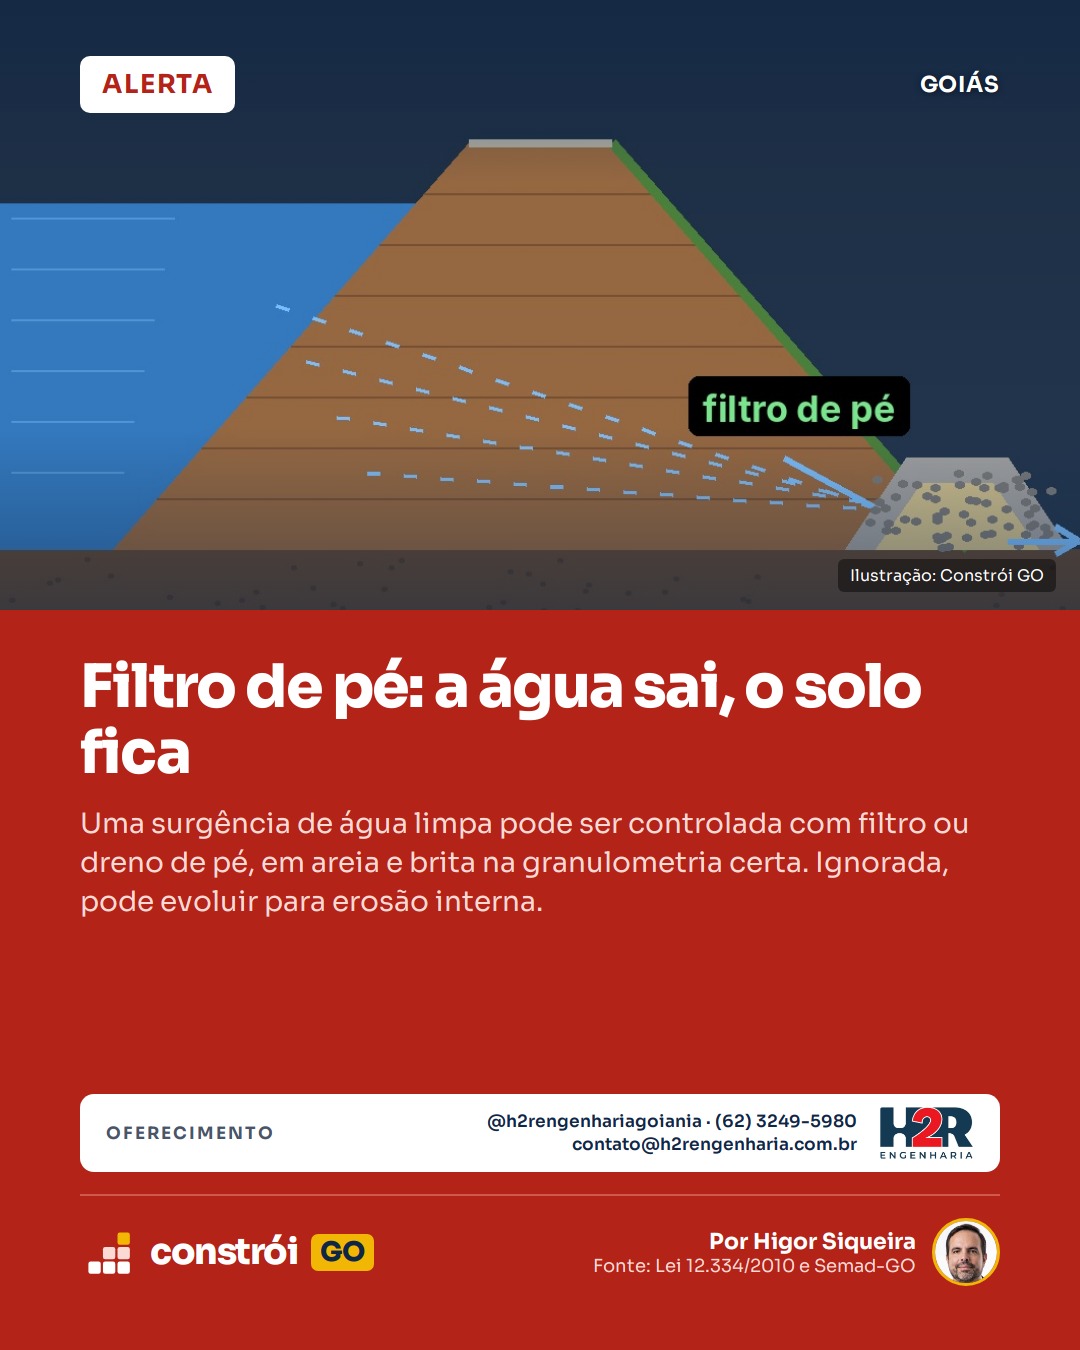 ALERTA
GOIÁS
filtro de pé
Ilustração: Constrói GO
Filtro de pé: a água sai, o solo
fica
Uma surgência de água limpa pode ser controlada com filtro ou
dreno de pé, em areia e brita na granulometria certa. Ignorada,
pode evoluir para erosão interna.
OFERECIMENTO
@h2rengenhariagoiania · (62) 3249-5980
contato@h2rengenharia.com.br
H2R
ENGENHARIA
constrói GO
Por Higor Siqueira
Fonte: Lei 12.334/2010 e Semad-GO